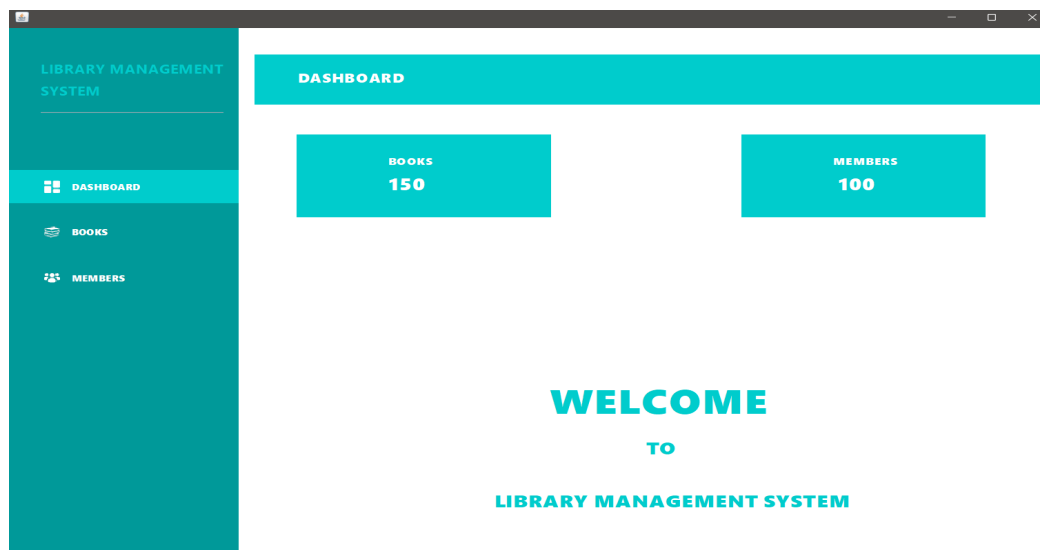 LIBRARY MANAGEMENT
SYSTEM
DASHBOARD
BOOKS
MEMBERS
DASHBOARD
BOOKS
150
MEMBERS
100
WELCOME
TO
LIBRARY MANAGEMENT SYSTEM